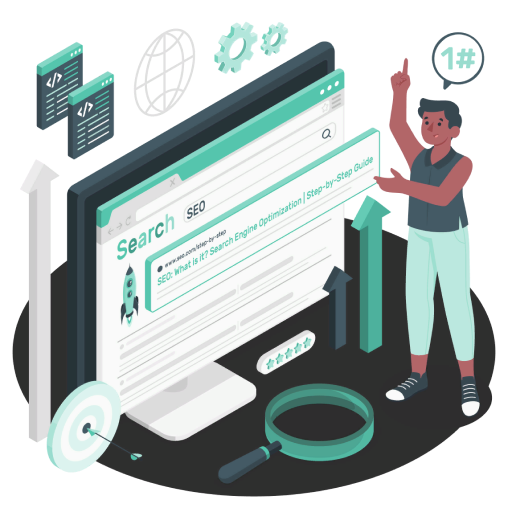 </>
</>
1#
Search
SEO
www.seo.com/step-by-step
SEO: What is it? Search Engine Optimization | Step-by-Step Guide